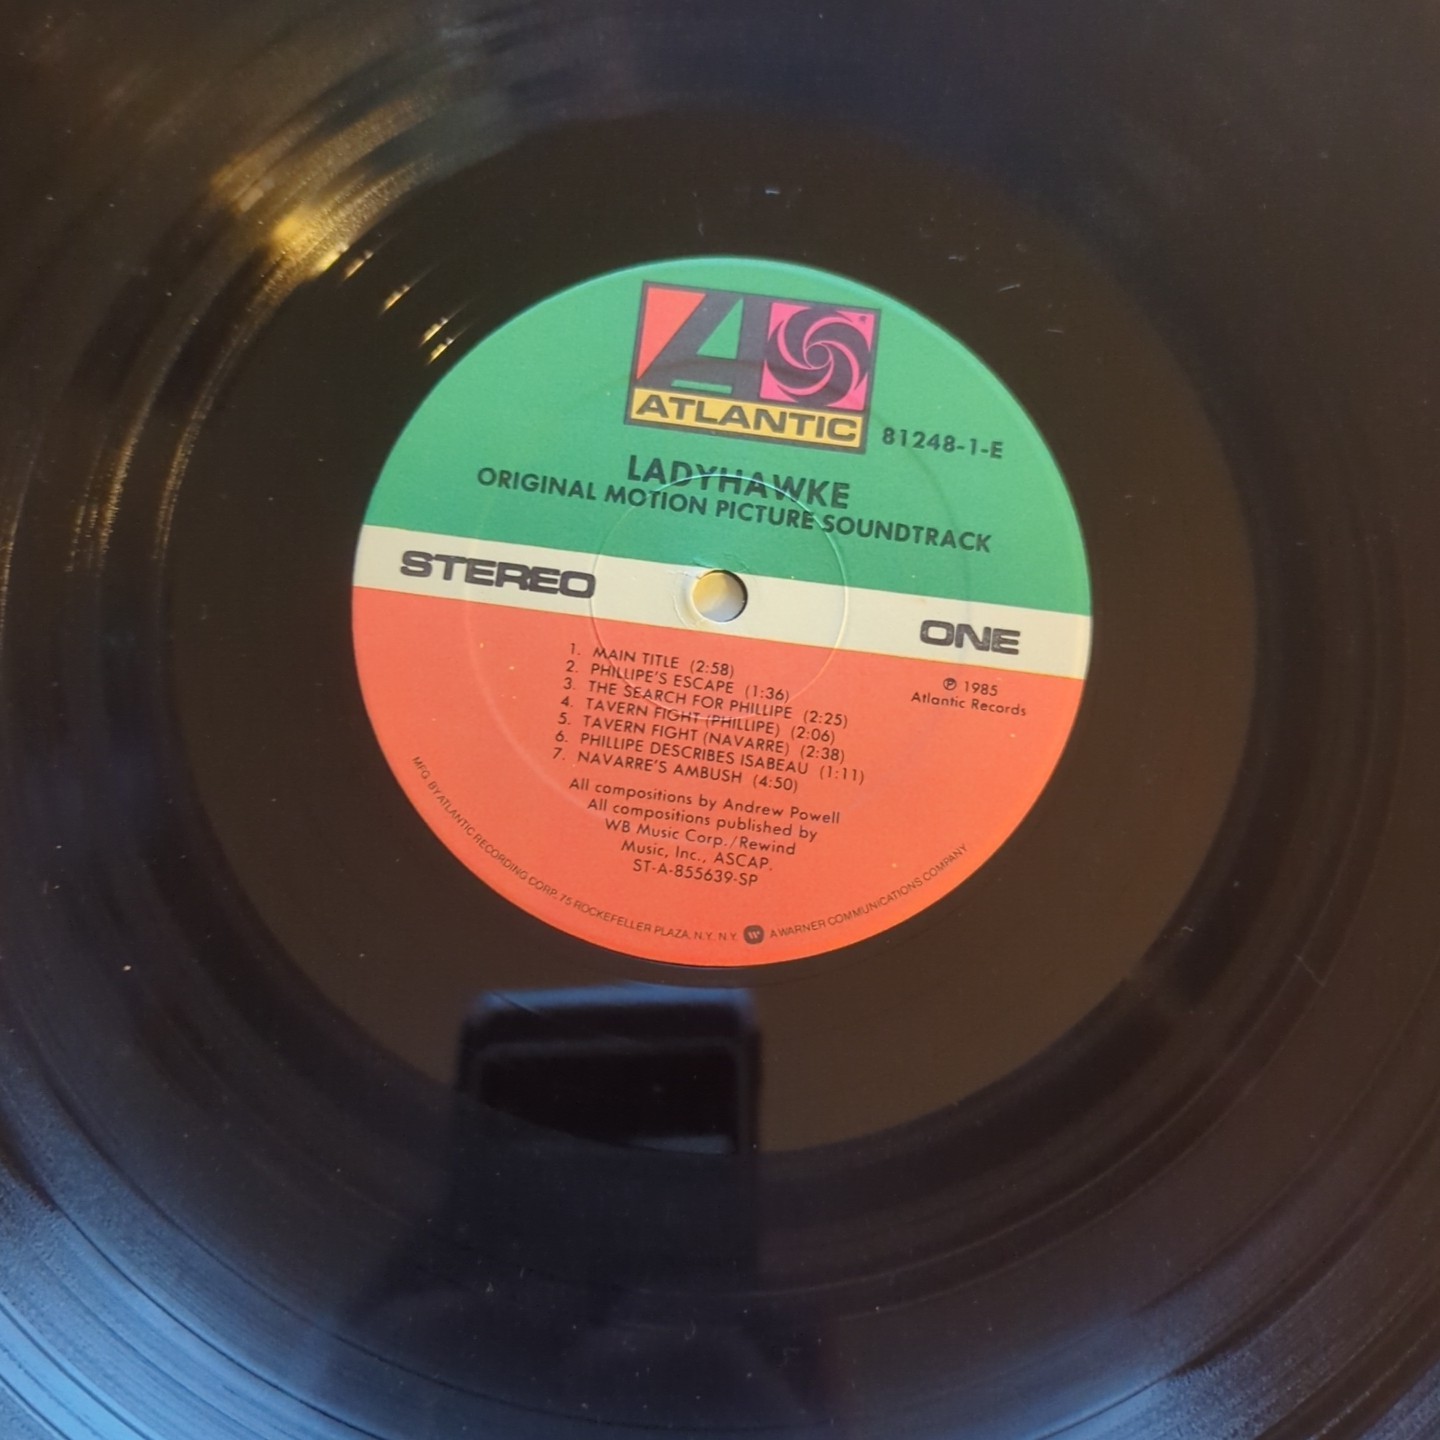 ATLANTIC
81248-1-E
LADYHAWKE
ORIGINAL MOTION PICTURE SOUNDTRACK
STEREO
ONE
℗ 1985
Atlantic Records
1. MAIN TITLE (2:58)
2. PHILLIPE'S ESCAPE (1:36)
3. THE SEARCH FOR PHILLIPE (2:25)
4. TAVERN FIGHT (PHILLIPE) (2:06)
5. TAVERN FIGHT (NAVARRE) (2:38)
6. PHILLIPE DESCRIBES ISABEAU (1:11)
7. NAVARRE'S AMBUSH (4:50)
All compositions by Andrew Powell
All compositions published by
WB Music Corp./Rewind
Music, Inc., ASCAP.
ST-A-855639-SP
MFG. BY ATLANTIC RECORDING CORP. 75 ROCKEFELLER PLAZA, N.Y. N.Y. A WARNER COMMUNICATIONS COMPANY